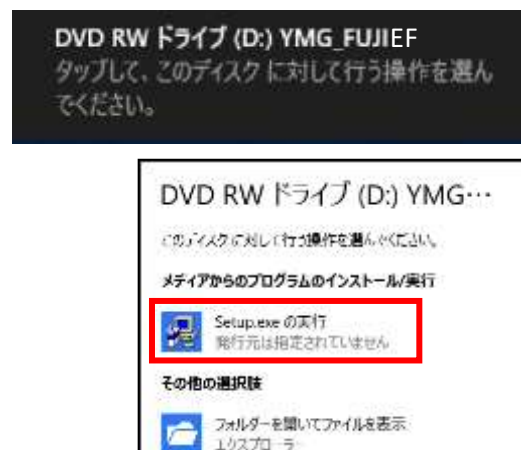 DVD RW ドライブ (D:) YMG_FUJIEF
タップして、このディスク に対して行う操作を選ん
でください。
DVD RW ドライブ (D:) YMG…
このディスクに対して行う操作を選んでください。
メディアからのプログラムのインストール/実行
Setup.exe の実行
発行元は指定されていません
その他の選択肢
フォルダーを開いてファイルを表示
エクスプローラー